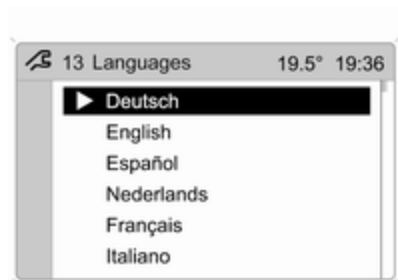 13 Languages 19.5° 19:36
Deutsch
English
Español
Nederlands
Français
Italiano